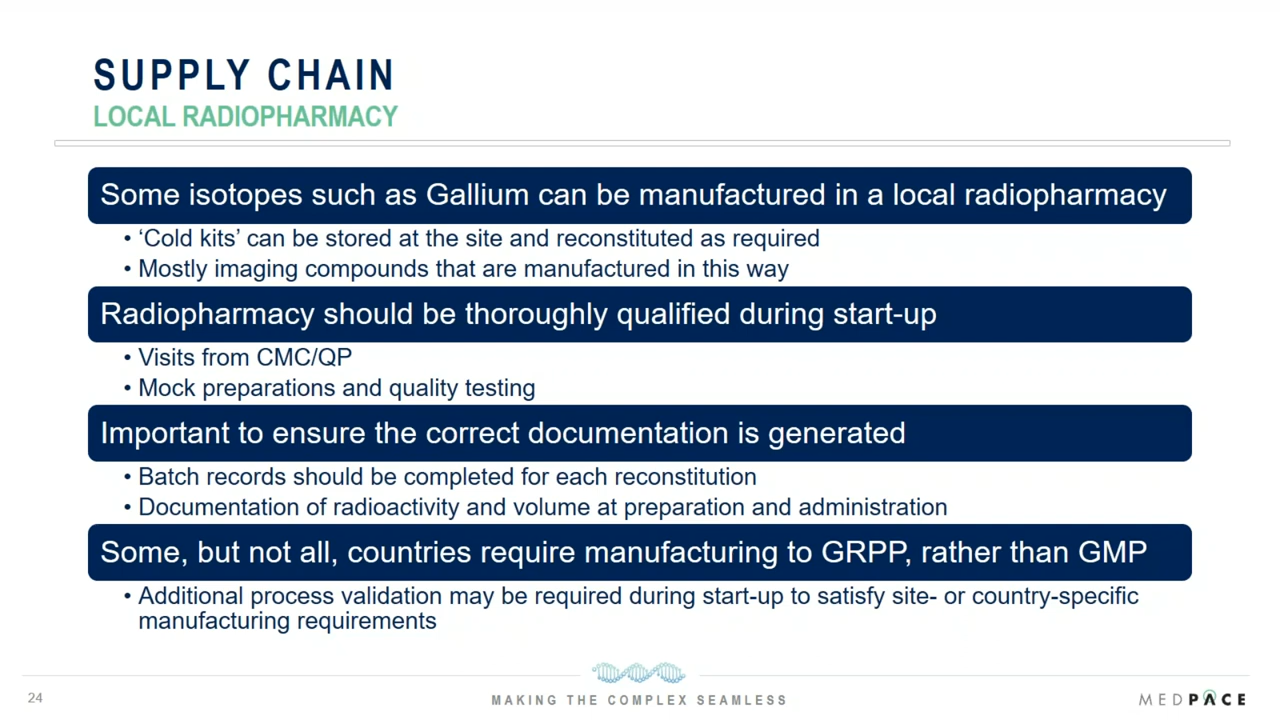 SUPPLY CHAIN
LOCAL RADIOPHARMACY
Some isotopes such as Gallium can be manufactured in a local radiopharmacy
• ‘Cold kits’ can be stored at the site and reconstituted as required
• Mostly imaging compounds that are manufactured in this way
Radiopharmacy should be thoroughly qualified during start-up
• Visits from CMC/QP
• Mock preparations and quality testing
Important to ensure the correct documentation is generated
• Batch records should be completed for each reconstitution
• Documentation of radioactivity and volume at preparation and administration
Some, but not all, countries require manufacturing to GRPP, rather than GMP
• Additional process validation may be required during start-up to satisfy site- or country-specific
manufacturing requirements
24
MAKING THE COMPLEX SEAMLESS
MEDPACE